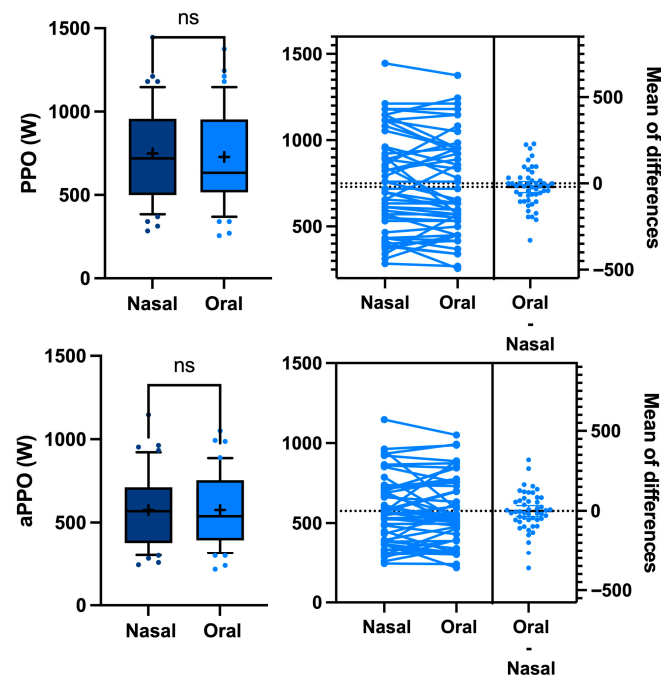 ns
PPO (W)
1500
1000
500
0
Nasal
Oral
1500
1000
500
Nasal
Oral
Oral
-
Nasal
500
0
−500
Mean of differences
ns
aPPO (W)
1500
1000
500
0
Nasal
Oral
1500
1000
500
0
Nasal
Oral
Oral
-
Nasal
500
0
−500
Mean of differences